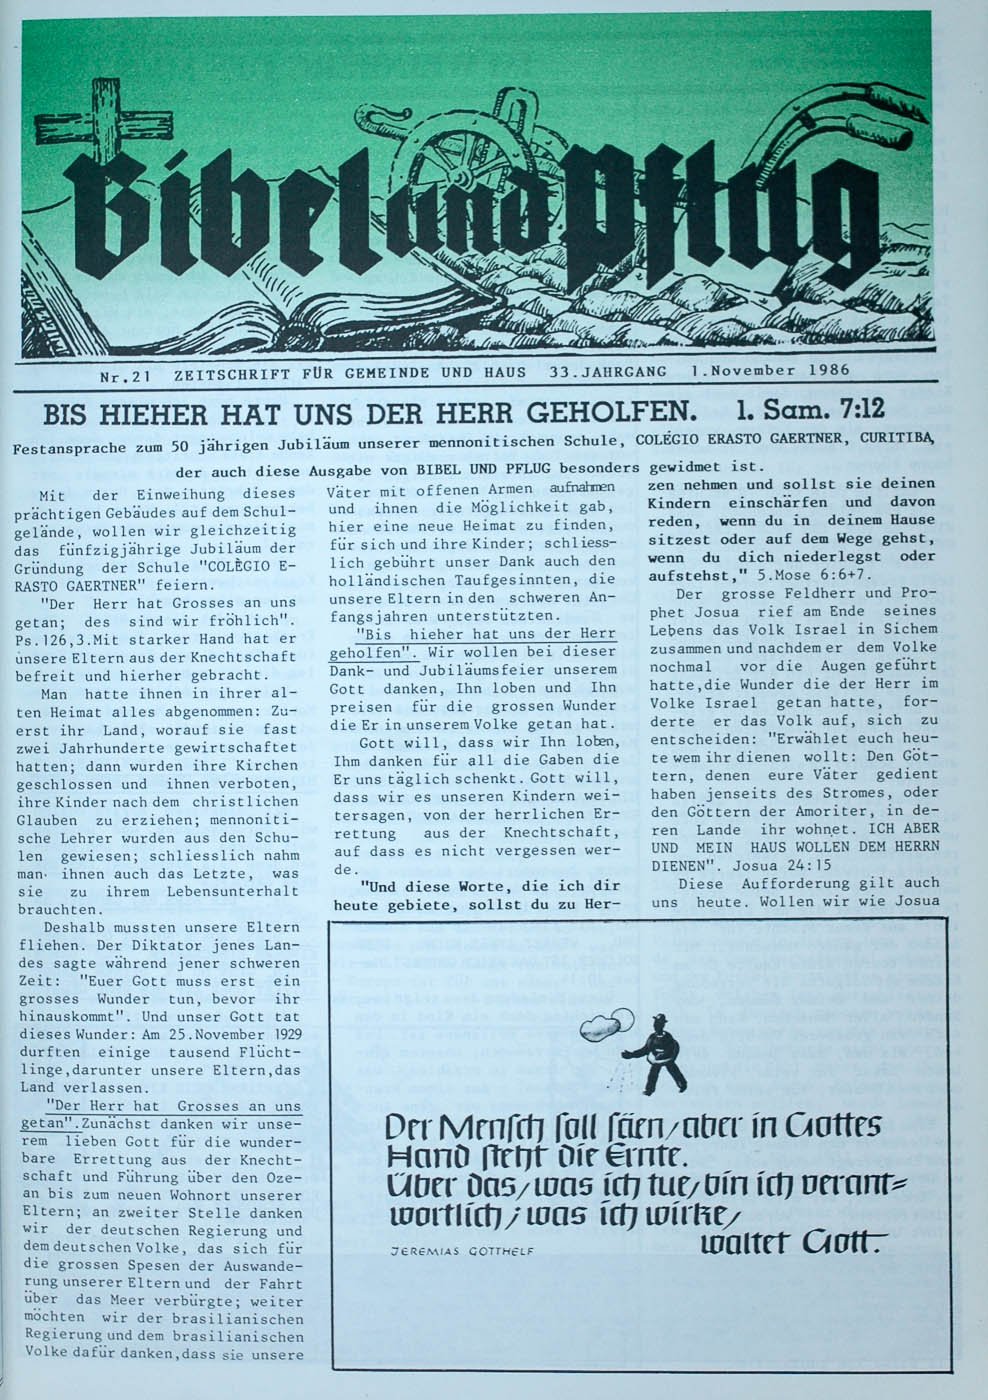 Bibel und Pflug
Nr.21 ZEITSCHRIFT FÜR GEMEINDE UND HAUS 33.JAHRGANG 1.November 1986
BIS HIEHER HAT UNS DER HERR GEHOLFEN. 1. Sam. 7:12
Festansprache zum 50 jährigen Jubiläum unserer mennonitischen Schule, COLÉGIO ERASTO GAERTNER, CURITIBA,
der auch diese Ausgabe von BIBEL UND PFLUG besonders gewidmet ist.
Mit der Einweihung dieses
prächtigen Gebäudes auf dem Schul-
gelände, wollen wir gleichzeitig
das fünfzigjährige Jubiläum der
Gründung der Schule "COLÈGIO E-
RASTO GAERTNER" feiern.
"Der Herr hat Grosses an uns
getan; des sind wir fröhlich".
Ps.126,3.Mit starker Hand hat er
unsere Eltern aus der Knechtschaft
befreit und hierher gebracht.
Man hatte ihnen in ihrer al-
ten Heimat alles abgenommen: Zu-
erst ihr Land, worauf sie fast
zwei Jahrhunderte gewirtschaftet
hatten; dann wurden ihre Kirchen
geschlossen und ihnen verboten,
ihre Kinder nach dem christlichen
Glauben zu erziehen; mennoniti-
sche Lehrer wurden aus den Schu-
len gewiesen; schliesslich nahm
man ihnen auch das Letzte, was
sie zu ihrem Lebensunterhalt
brauchten.
Deshalb mussten unsere Eltern
fliehen. Der Diktator jenes Lan-
des sagte während jener schweren
Zeit: "Euer Gott muss erst ein
grosses Wunder tun, bevor ihr
hinauskommt". Und unser Gott tat
dieses Wunder: Am 25.November 1929
durften einige tausend Flücht-
linge,darunter unsere Eltern,das
Land verlassen.
"Der Herr hat Grosses an uns
getan".Zunächst danken wir unse-
rem lieben Gott für die wunder-
bare Errettung aus der Knecht-
schaft und Führung über den Oze-
an bis zum neuen Wohnort unserer
Eltern; an zweiter Stelle danken
wir der deutschen Regierung und
dem deutschen Volke, das sich für
die grossen Spesen der Auswande-
rung unserer Eltern und der Fahrt
über das Meer verbürgte; weiter
möchten wir der brasilianischen
Regierung und dem brasilianischen
Volke dafür danken,dass sie unsere
Väter mit offenen Armen aufnahmen
und ihnen die Möglichkeit gab,
hier eine neue Heimat zu finden,
für sich und ihre Kinder; schliess-
lich gebührt unser Dank auch den
holländischen Taufgesinnten, die
unsere Eltern in den schweren An-
fangsjahren unterstützten.
"Bis hieher hat uns der Herr
geholfen". Wir wollen bei dieser
Dank- und Jubiläumsfeier unserem
Gott danken, Ihn loben und Ihn
preisen für die grossen Wunder
die Er in unserem Volke getan hat.
Gott will, dass wir Ihn loben,
Ihm danken für all die Gaben die
Er uns täglich schenkt. Gott will,
dass wir es unseren Kindern wei-
tersagen, von der herrlichen Er-
rettung aus der Knechtschaft,
auf dass es nicht vergessen wer-
de.
"Und diese Worte, die ich dir
heute gebiete, sollst du zu Her-
zen nehmen und sollst sie deinen
Kindern einschärfen und davon
reden, wenn du in deinem Hause
sitzest oder auf dem Wege gehst,
wenn du dich niederlegst oder
aufstehst," 5.Mose 6:6+7.
Der grosse Feldherr und Pro-
phet Josua rief am Ende seines
Lebens das Volk Israel in Sichem
zusammen und nachdem er dem Volke
nochmal vor die Augen geführt
hatte,die Wunder die der Herr im
Volke Israel getan hatte, for-
derte er das Volk auf, sich zu
entscheiden: "Erwählet euch heu-
te wem ihr dienen wollt: Den Göt-
tern, denen eure Väter gedient
haben jenseits des Stromes, oder
den Göttern der Amoriter, in de-
ren Lande ihr wohnet. ICH ABER
UND MEIN HAUS WOLLEN DEM HERRN
DIENEN". Josua 24:15
Diese Aufforderung gilt auch
uns heute. Wollen wir wie Josua
Der Mensch soll säen/aber in Gottes
Hand steht die Ernte.
Über das/was ich tue/bin ich verant=
wortlich; was ich wirke/
waltet Gott.
JEREMIAS GOTTHELF